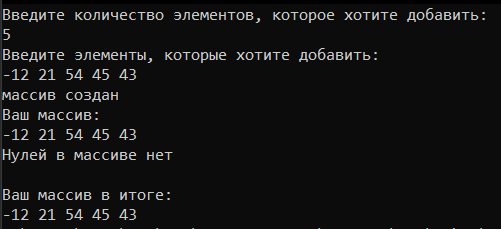 Введите количество элементов, которое хотите добавить:
5
Введите элементы, которые хотите добавить:
-12 21 54 45 43
массив создан
Ваш массив:
-12 21 54 45 43
Нулей в массиве нет
Ваш массив в итоге:
-12 21 54 45 43